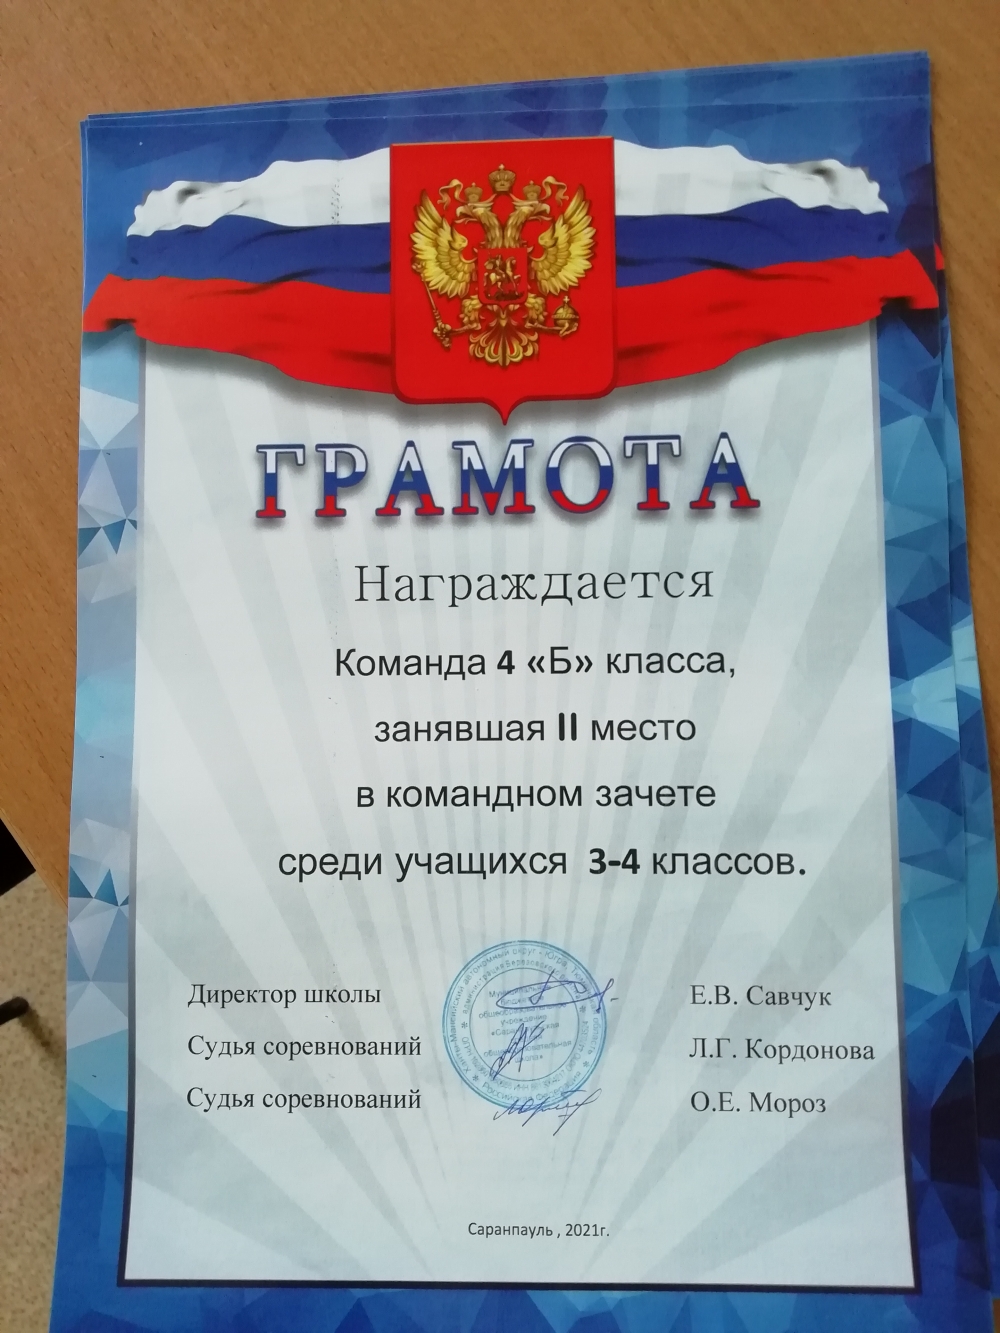 ГРАМОТА
Награждается
Команда 4 «Б» класса,
занявшая II место
в командном зачете
среди учащихся 3-4 классов.
Директор школы Е.В. Савчук
Судья соревнований Л.Г. Кордонова
Судья соревнований О.Е. Мороз
Саранпауль , 2021г.